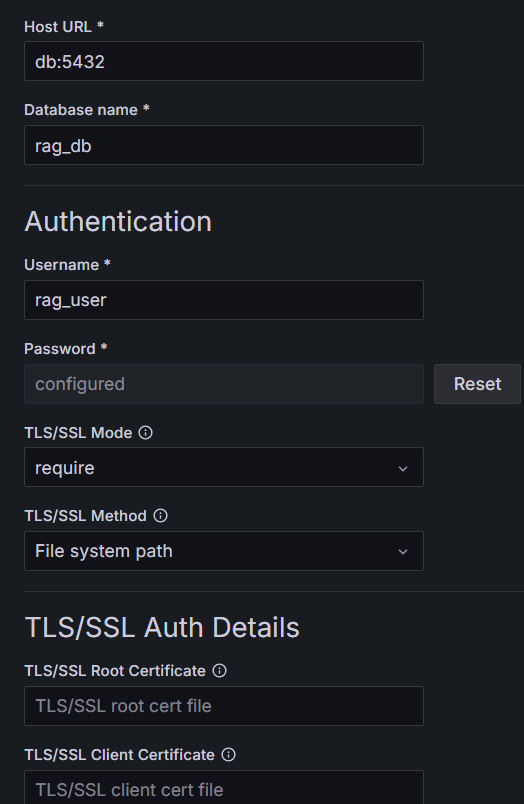 Host URL *
db:5432
Database name *
rag_db
Authentication
Username *
rag_user
Password *
configured
Reset
TLS/SSL Mode
require
TLS/SSL Method
File system path
TLS/SSL Auth Details
TLS/SSL Root Certificate
TLS/SSL root cert file
TLS/SSL Client Certificate
TLS/SSL client cert file